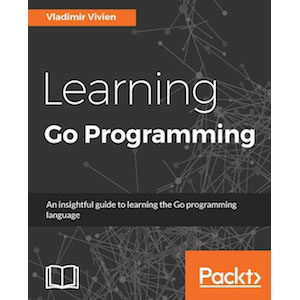 Vladimir Vivien
Learning
Go Programming
An insightful guide to learning the Go programming
language
Packt>